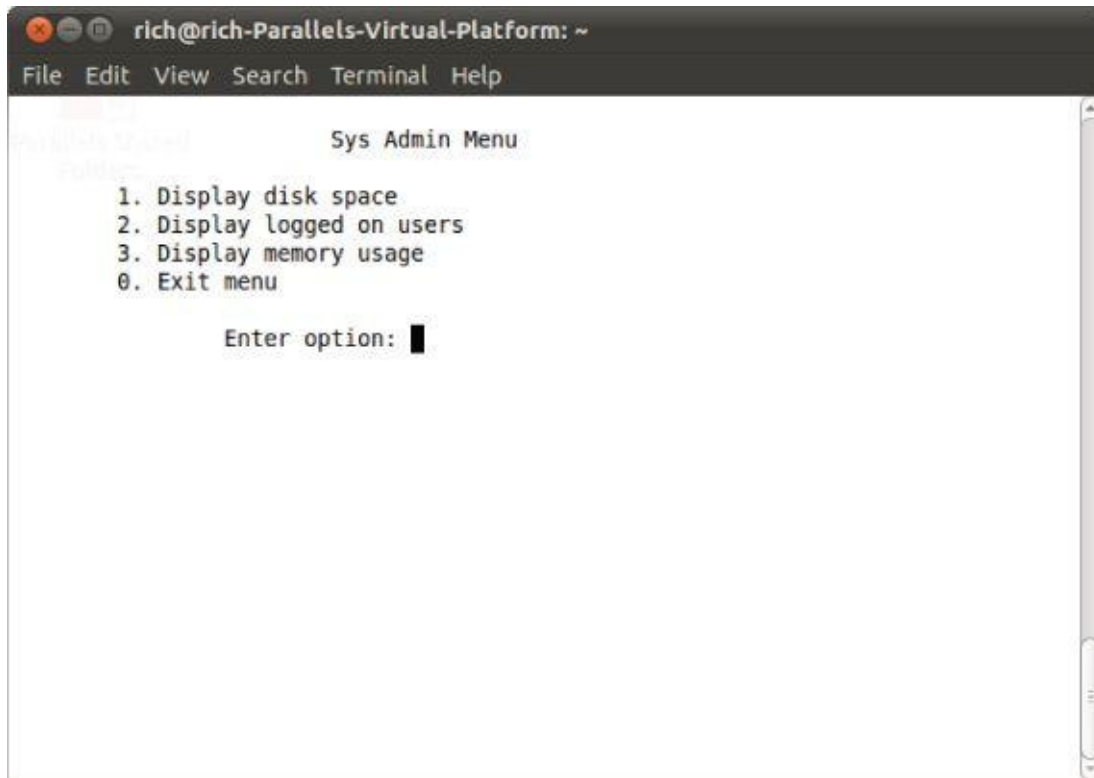 rich@rich-Parallels-Virtual-Platform: ~
File Edit View Search Terminal Help
Sys Admin Menu
1. Display disk space
2. Display logged on users
3. Display memory usage
0. Exit menu
Enter option: